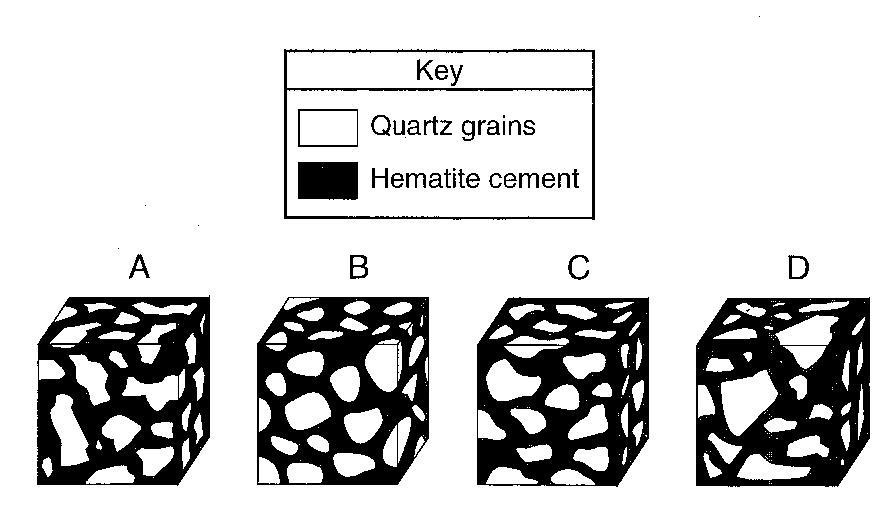 Key
Quartz grains
Hematite cement
A B C D